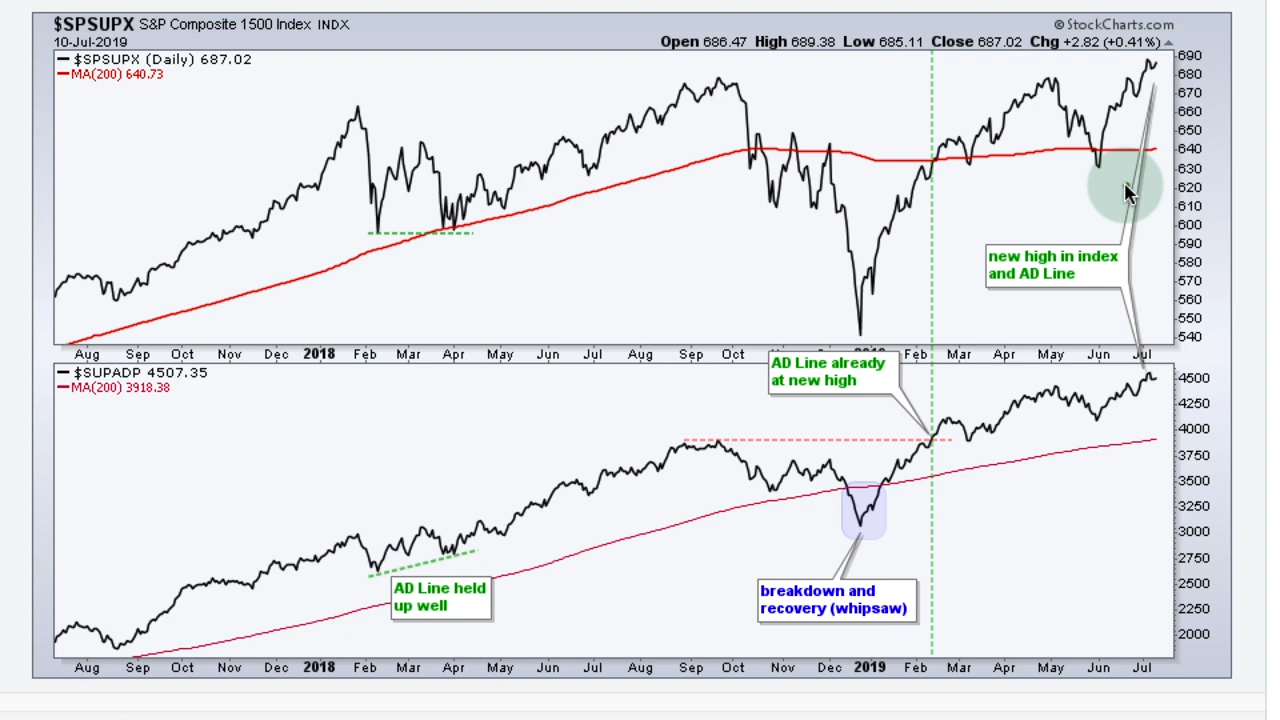 $SPSUPX S&P Composite 1500 Index INDX
© StockCharts.com
10-Jul-2019
Open 686.47 High 689.38 Low 685.11 Close 687.02 Chg +2.82 (+0.41%)
$SPSUPX (Daily) 687.02
MA(200) 640.73
690
680
670
660
650
640
630
620
610
600
590
580
570
560
550
540
new high in index
and AD Line
Aug Sep Oct Nov Dec 2018 Feb Mar Apr May Jun Jul Aug Sep Oct Feb Mar Apr May Jun Jul
AD Line already
at new high
$SUPADP 4507.35
MA(200) 3918.38
4500
4250
4000
3750
3500
3250
3000
2750
2500
2250
2000
AD Line held
up well
breakdown and
recovery (whipsaw)
Aug Sep Oct Nov Dec 2018 Feb Mar Apr May Jun Jul Aug Sep Oct Nov Dec 2019 Feb Mar Apr May Jun Jul